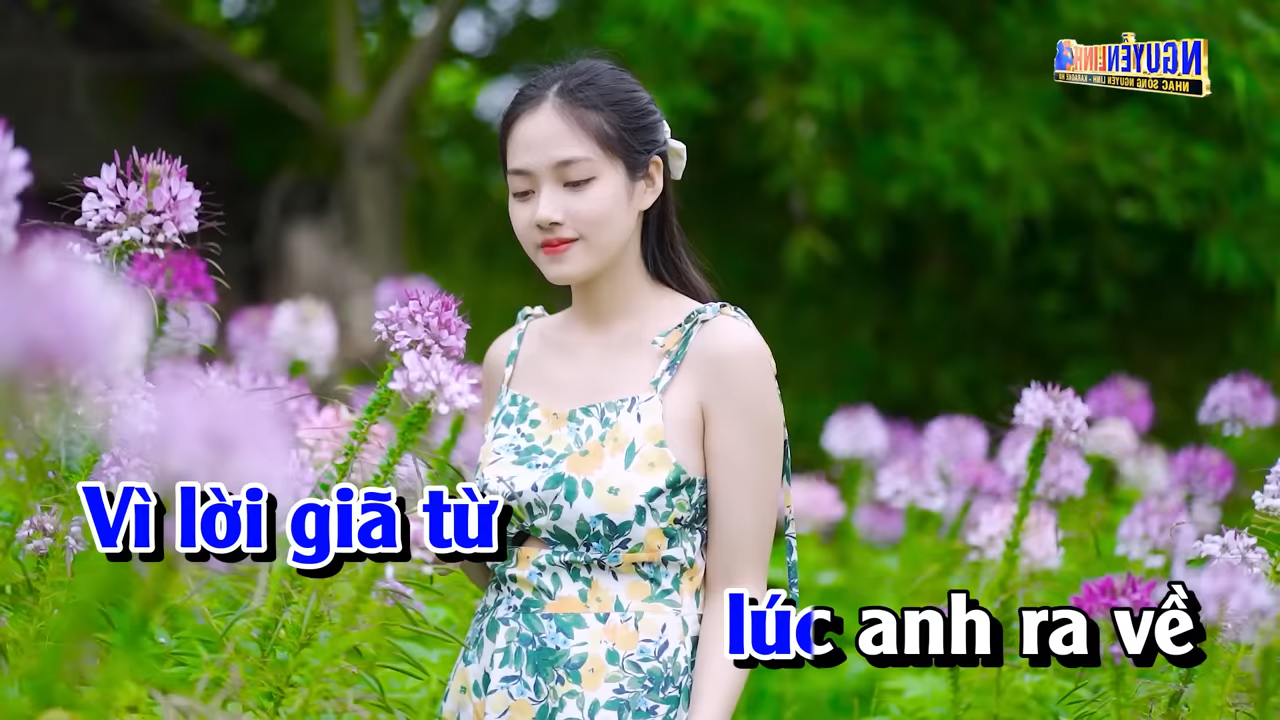 NGUYỄN LINH
NHẠC SỐNG NGUYỄN LINH - KARAOKE HD
Vì lời giã từ
lúc anh ra về